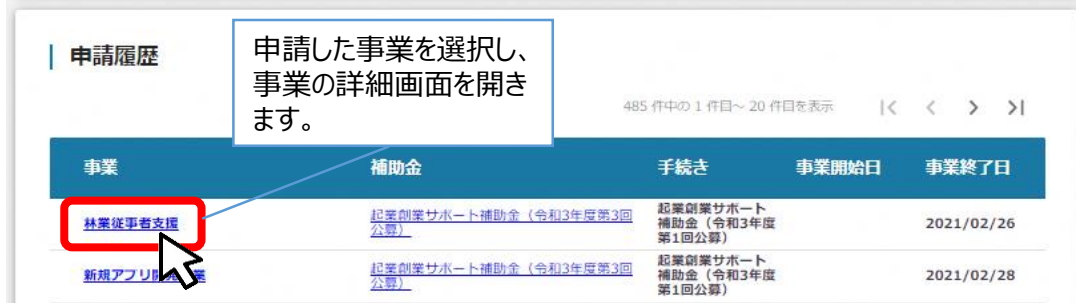 申請履歴
申請した事業を選択し、
事業の詳細画面を開き
ます。
485 件中の 1 件目～ 20 件目を表示
事業 補助金 手続き 事業開始日 事業終了日
林業従事者支援
起業創業サポート補助金（令和3年度第3回
公募）
起業創業サポート
補助金（令和3年度
第1回公募）
2021/02/26
新規アプリ
起業創業サポート補助金（令和3年度第3回
公募）
起業創業サポート
補助金（令和3年度
第1回公募）
2021/02/28